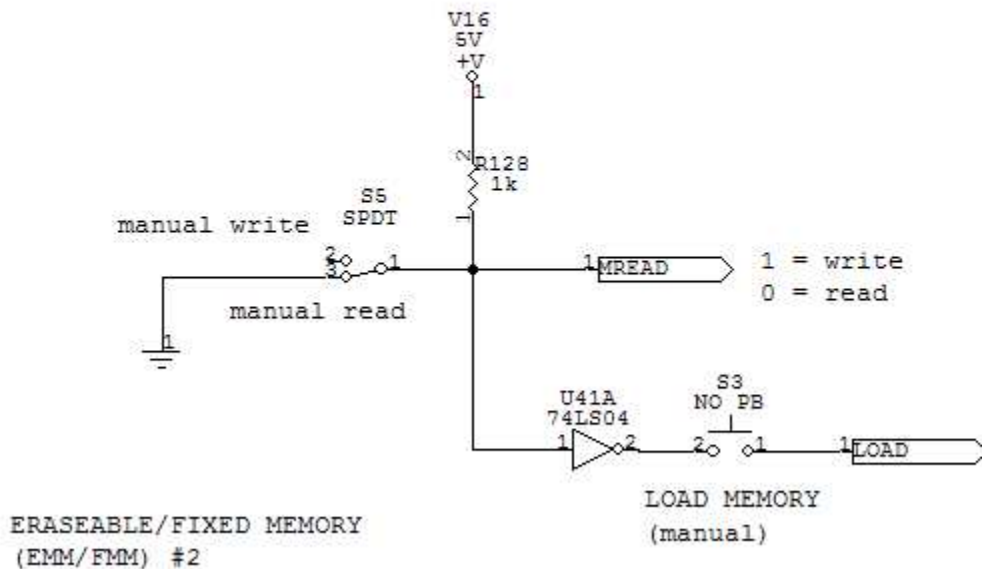 V16
5V
+V
1
2
R128
1k
1
S5
SPDT
manual write
2
3
1
1
MREAD
1 = write
0 = read
manual read
1
S3
NO PB
U41A
74LS04
1
2
2
1
1
LOAD
LOAD MEMORY
(manual)
ERASEABLE/FIXED MEMORY
(EMM/FMM) #2